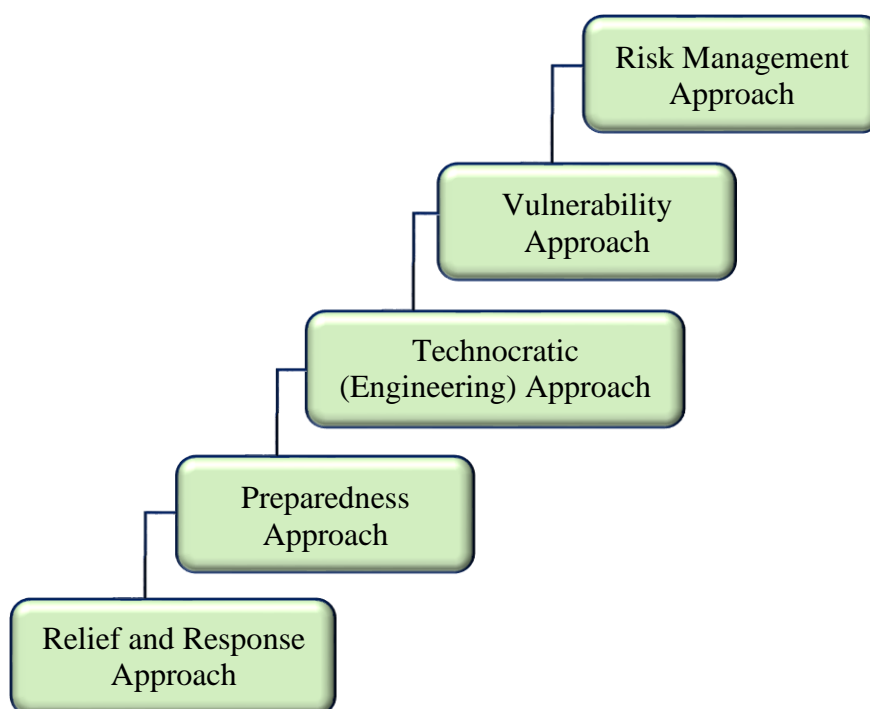 Risk Management
Approach
Vulnerability
Approach
Technocratic
(Engineering) Approach
Preparedness
Approach
Relief and Response
Approach